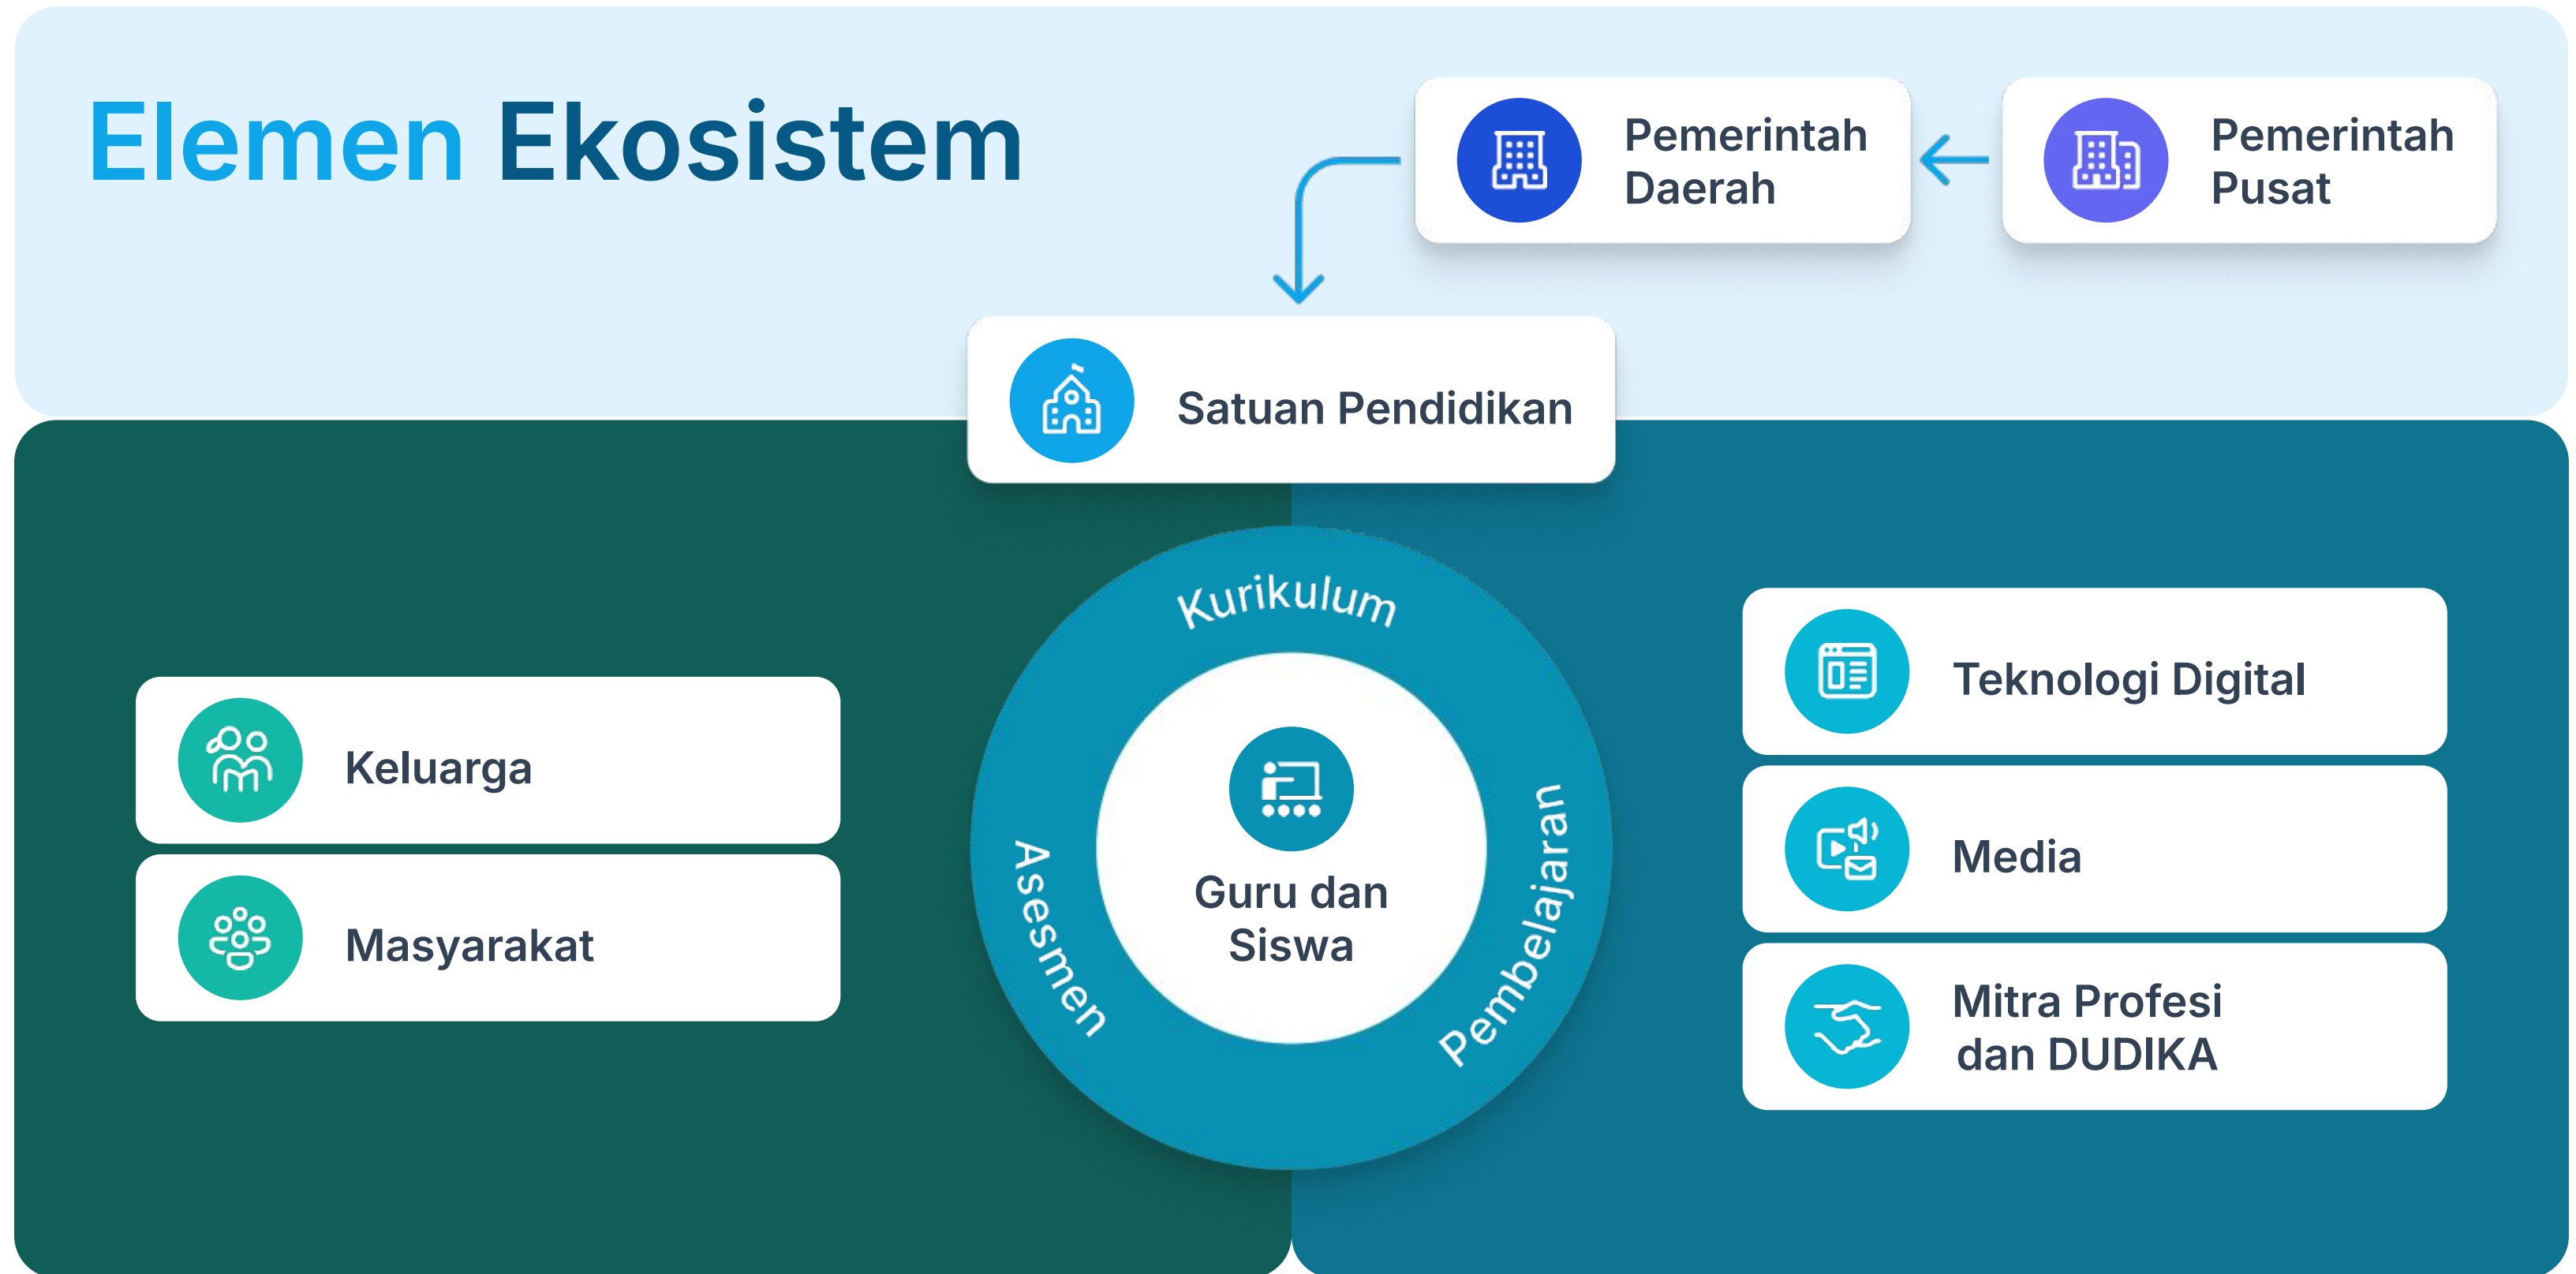 Elemen Ekosistem
Pemerintah
Daerah
Pemerintah
Pusat
Satuan Pendidikan
Keluarga
Masyarakat
Kurikulum
Asesmen
Pembelajaran
Guru dan
Siswa
Teknologi Digital
Media
Mitra Profesi
dan DUDIKA